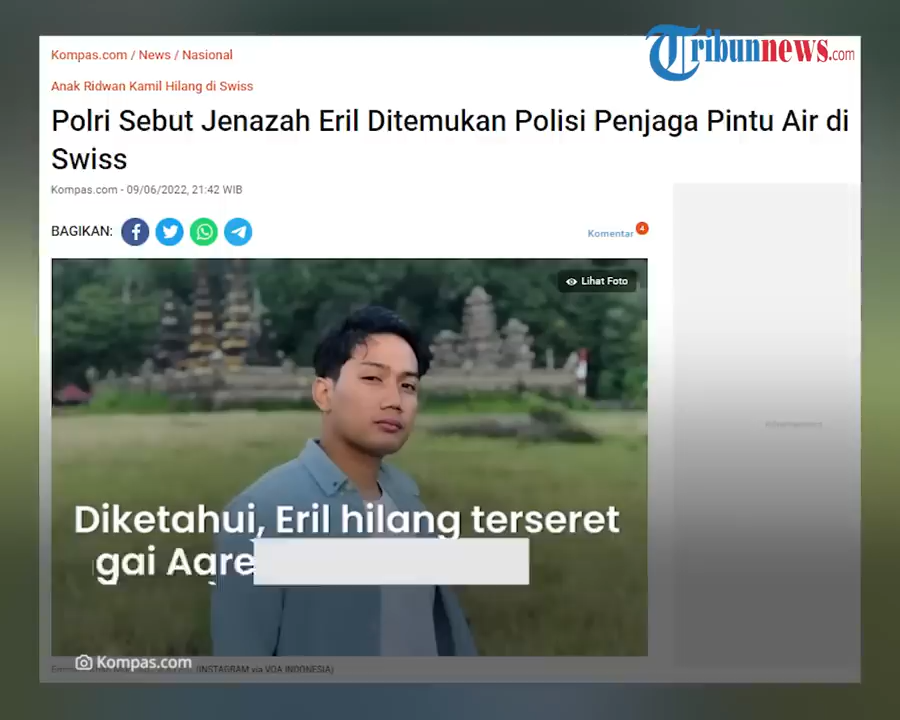 Tribunnews.com
Kompas.com / News / Nasional
Anak Ridwan Kamil Hilang di Swiss
Polri Sebut Jenazah Eril Ditemukan Polisi Penjaga Pintu Air di
Swiss
Kompas.com - 09/06/2022, 21:42 WIB
BAGIKAN:
Komentar 4
Lihat Foto
Advertisement
Diketahui, Eril hilang terseret
gai Aare
Kompas.com
(INSTAGRAM via VOA INDONESIA)